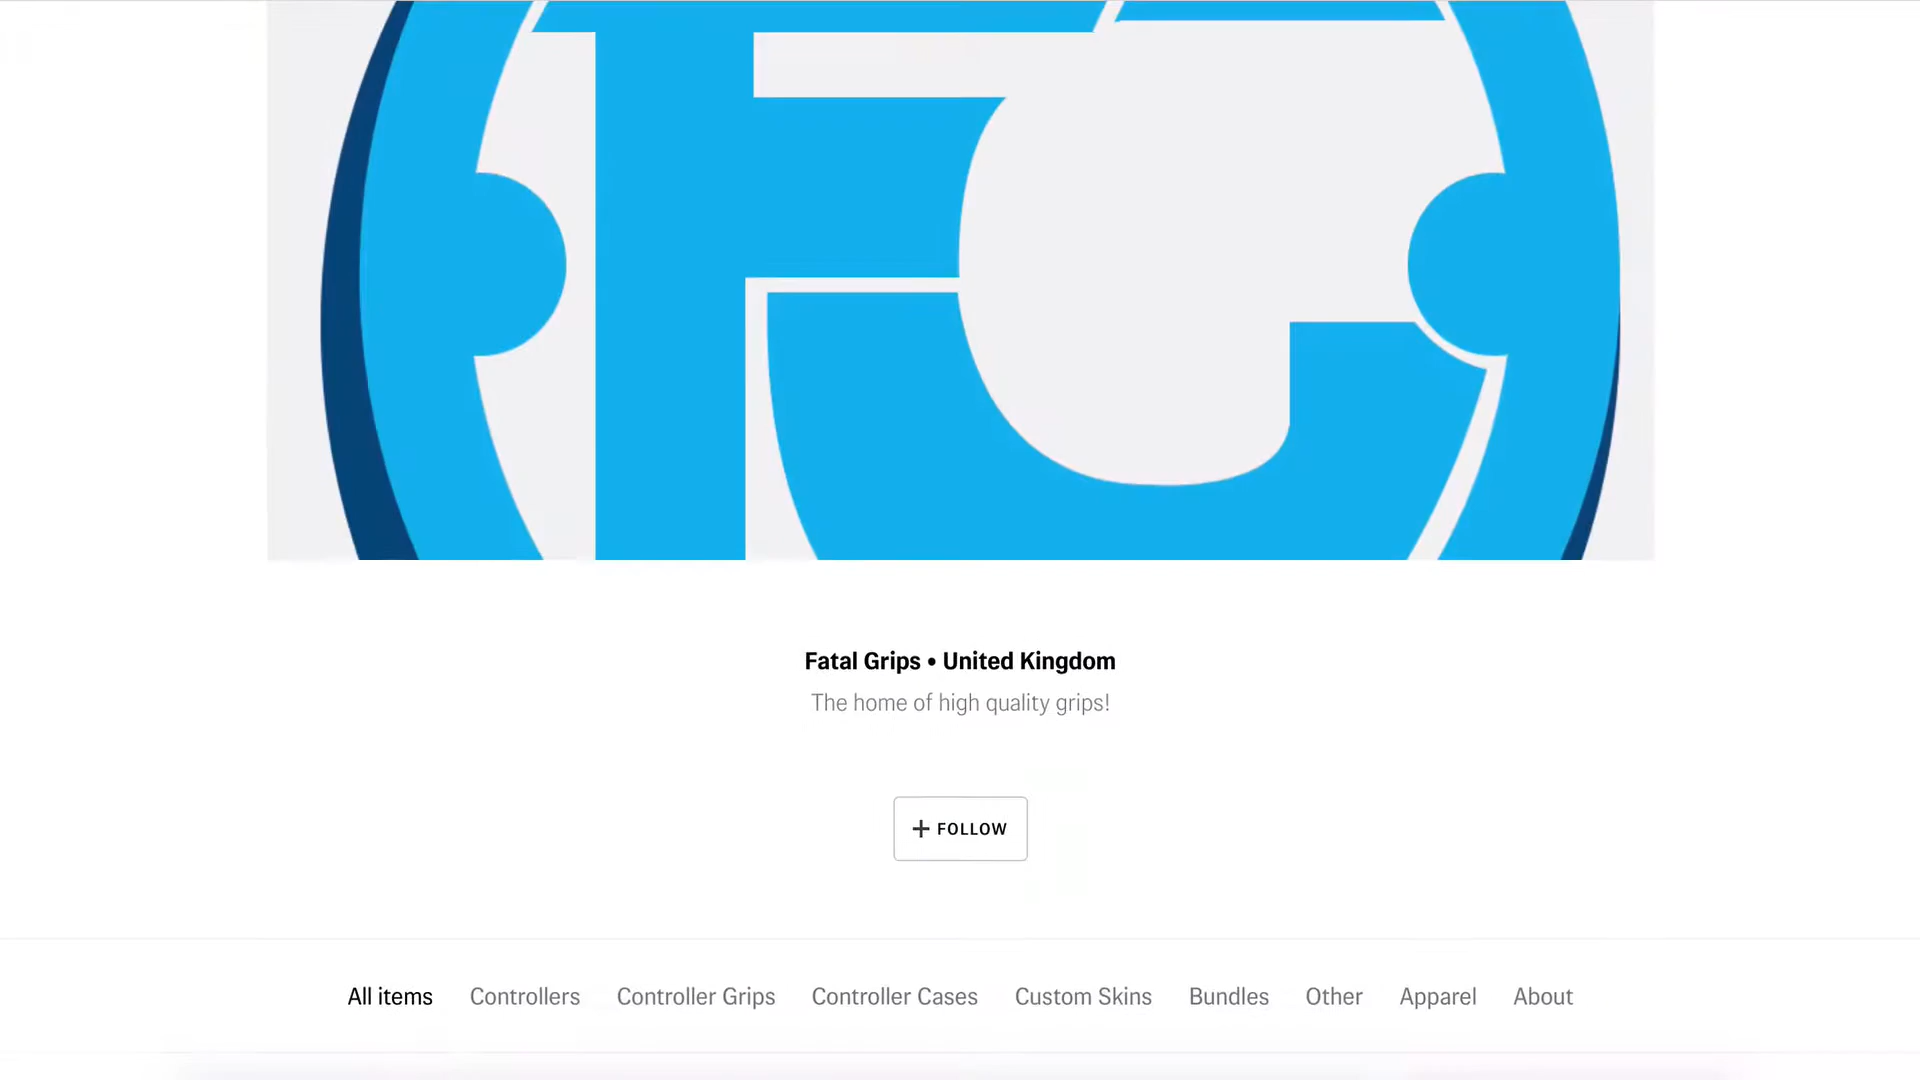 FG
Fatal Grips • United Kingdom
The home of high quality grips!
+ FOLLOW
All items Controllers Controller Grips Controller Cases Custom Skins Bundles Other Apparel About